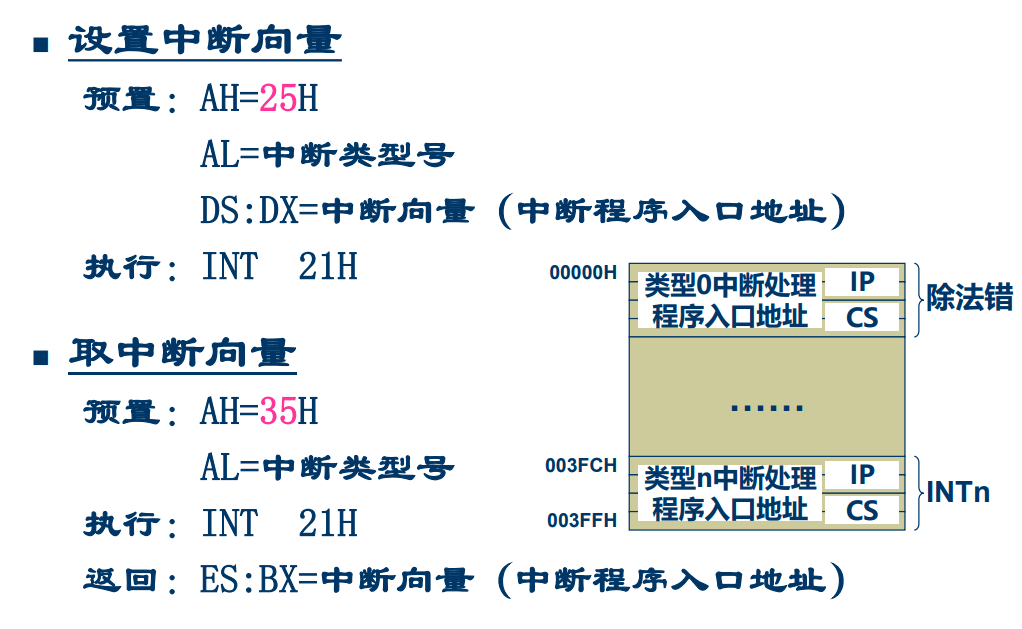 ■ 设置中断向量
预置：AH=25H
AL=中断类型号
DS:DX=中断向量（中断程序入口地址）
执行：INT 21H
■ 取中断向量
预置：AH=35H
AL=中断类型号
执行：INT 21H
返回：ES:BX=中断向量（中断程序入口地址）
00000H
类型0中断处理
程序入口地址
IP
CS
除法错
……
003FCH
003FFH
类型n中断处理
程序入口地址
IP
CS
INTn